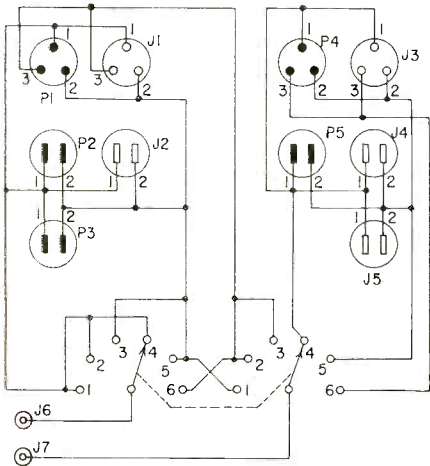 1 1 1 1
J1 P4 J3
3 2 3 2 3 2 3 2
P1
P2 J2 P5 J4
1 2 1 2 1 2 1 2
1 2 1 2
P3 J5
3 4 3 4
2 5 2 5
1 6 1 6
J6
J7